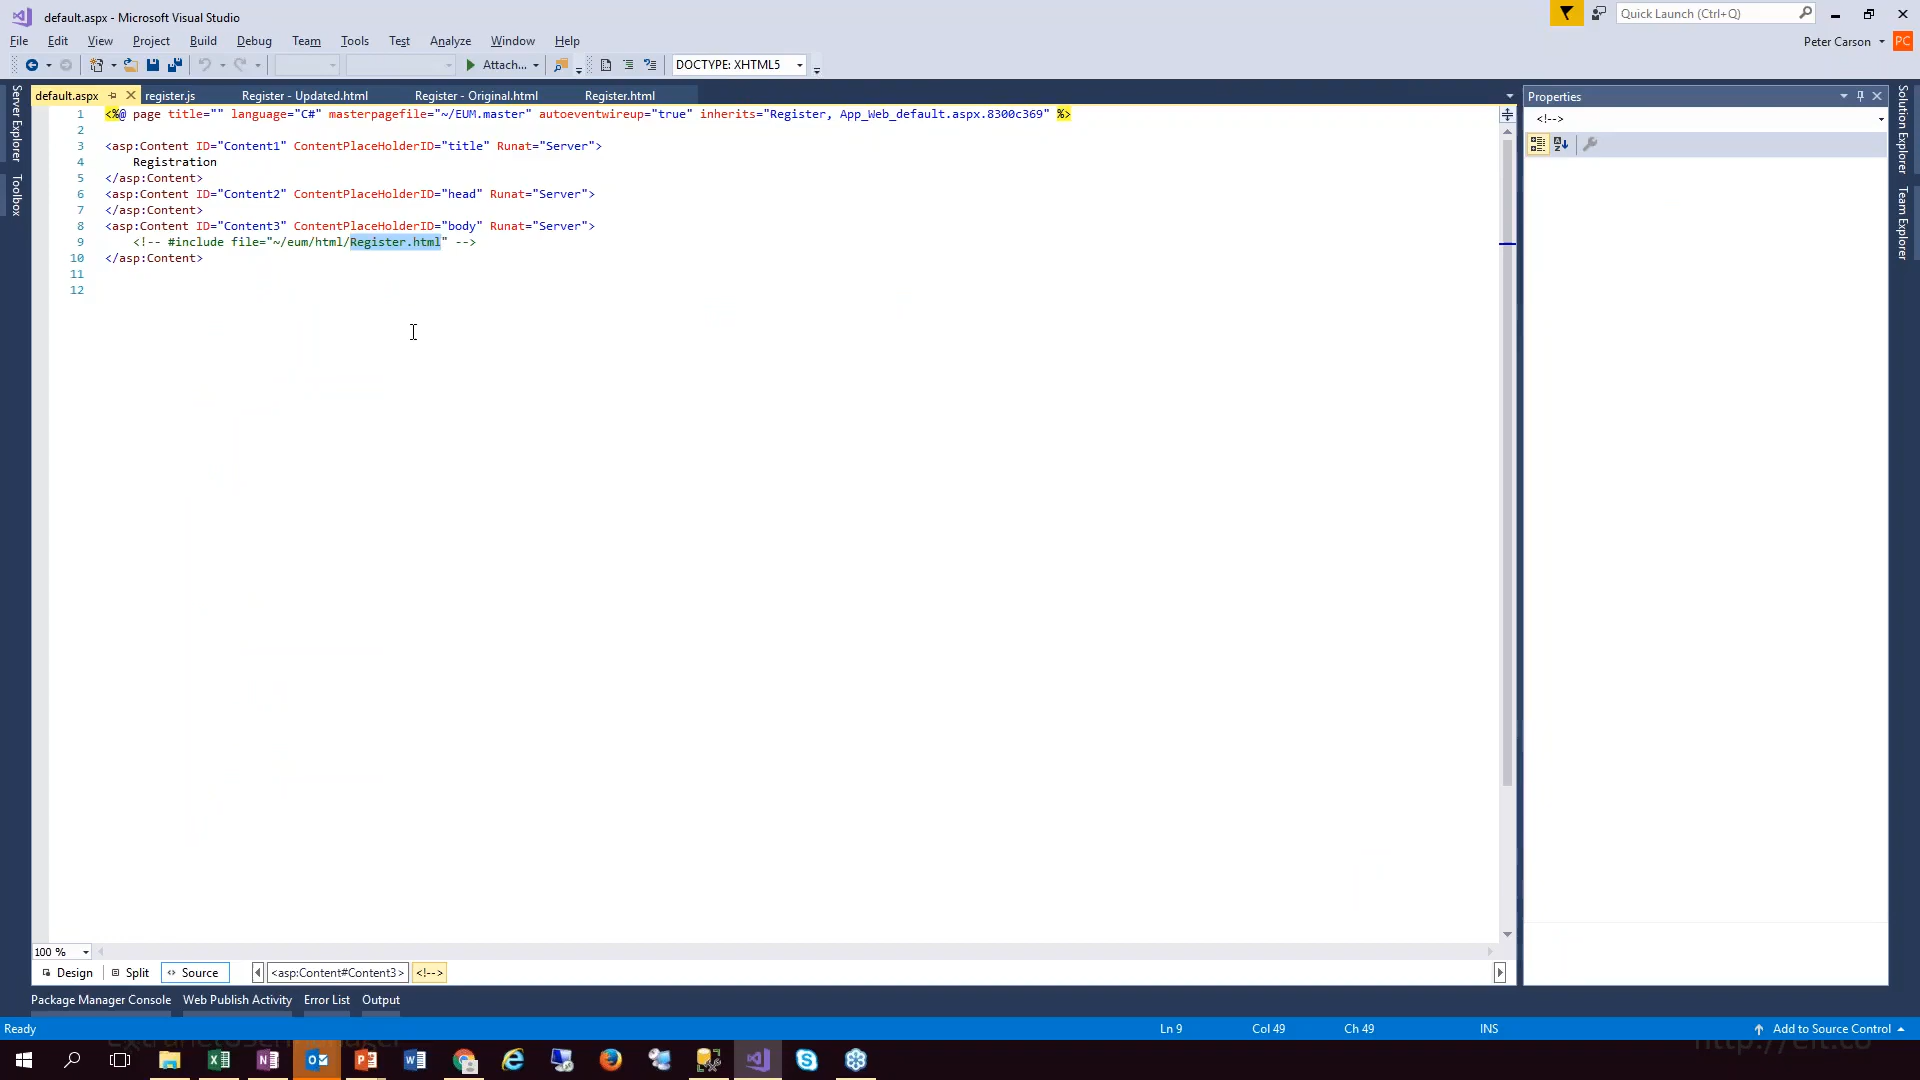 default.aspx - Microsoft Visual Studio
Quick Launch (Ctrl+Q)
File Edit View Project Build Debug Team Tools Test Analyze Window Help
Peter Carson PC
Attach...
DOCTYPE: XHTML5
default.aspx register.js Register - Updated.html Register - Original.html Register.html
Server Explorer
Toolbox
1 <%@ page title="" language="C#" masterpagefile="~/EUM.master" autoeventwireup="true" inherits="Register, App_Web_default.aspx.8300c369" %>
2
3 <asp:Content ID="Content1" ContentPlaceHolderID="title" Runat="Server">
4 Registration
5 </asp:Content>
6 <asp:Content ID="Content2" ContentPlaceHolderID="head" Runat="Server">
7 </asp:Content>
8 <asp:Content ID="Content3" ContentPlaceHolderID="body" Runat="Server">
9 <!-- #include file="~/eum/html/Register.html" -->
10 </asp:Content>
11
12
Properties
<!-->
Solution Explorer
Team Explorer
100 %
Design Split Source <asp:Content#Content3> <!-->
Package Manager Console Web Publish Activity Error List Output
Ready Ln 9 Col 49 Ch 49 INS Add to Source Control